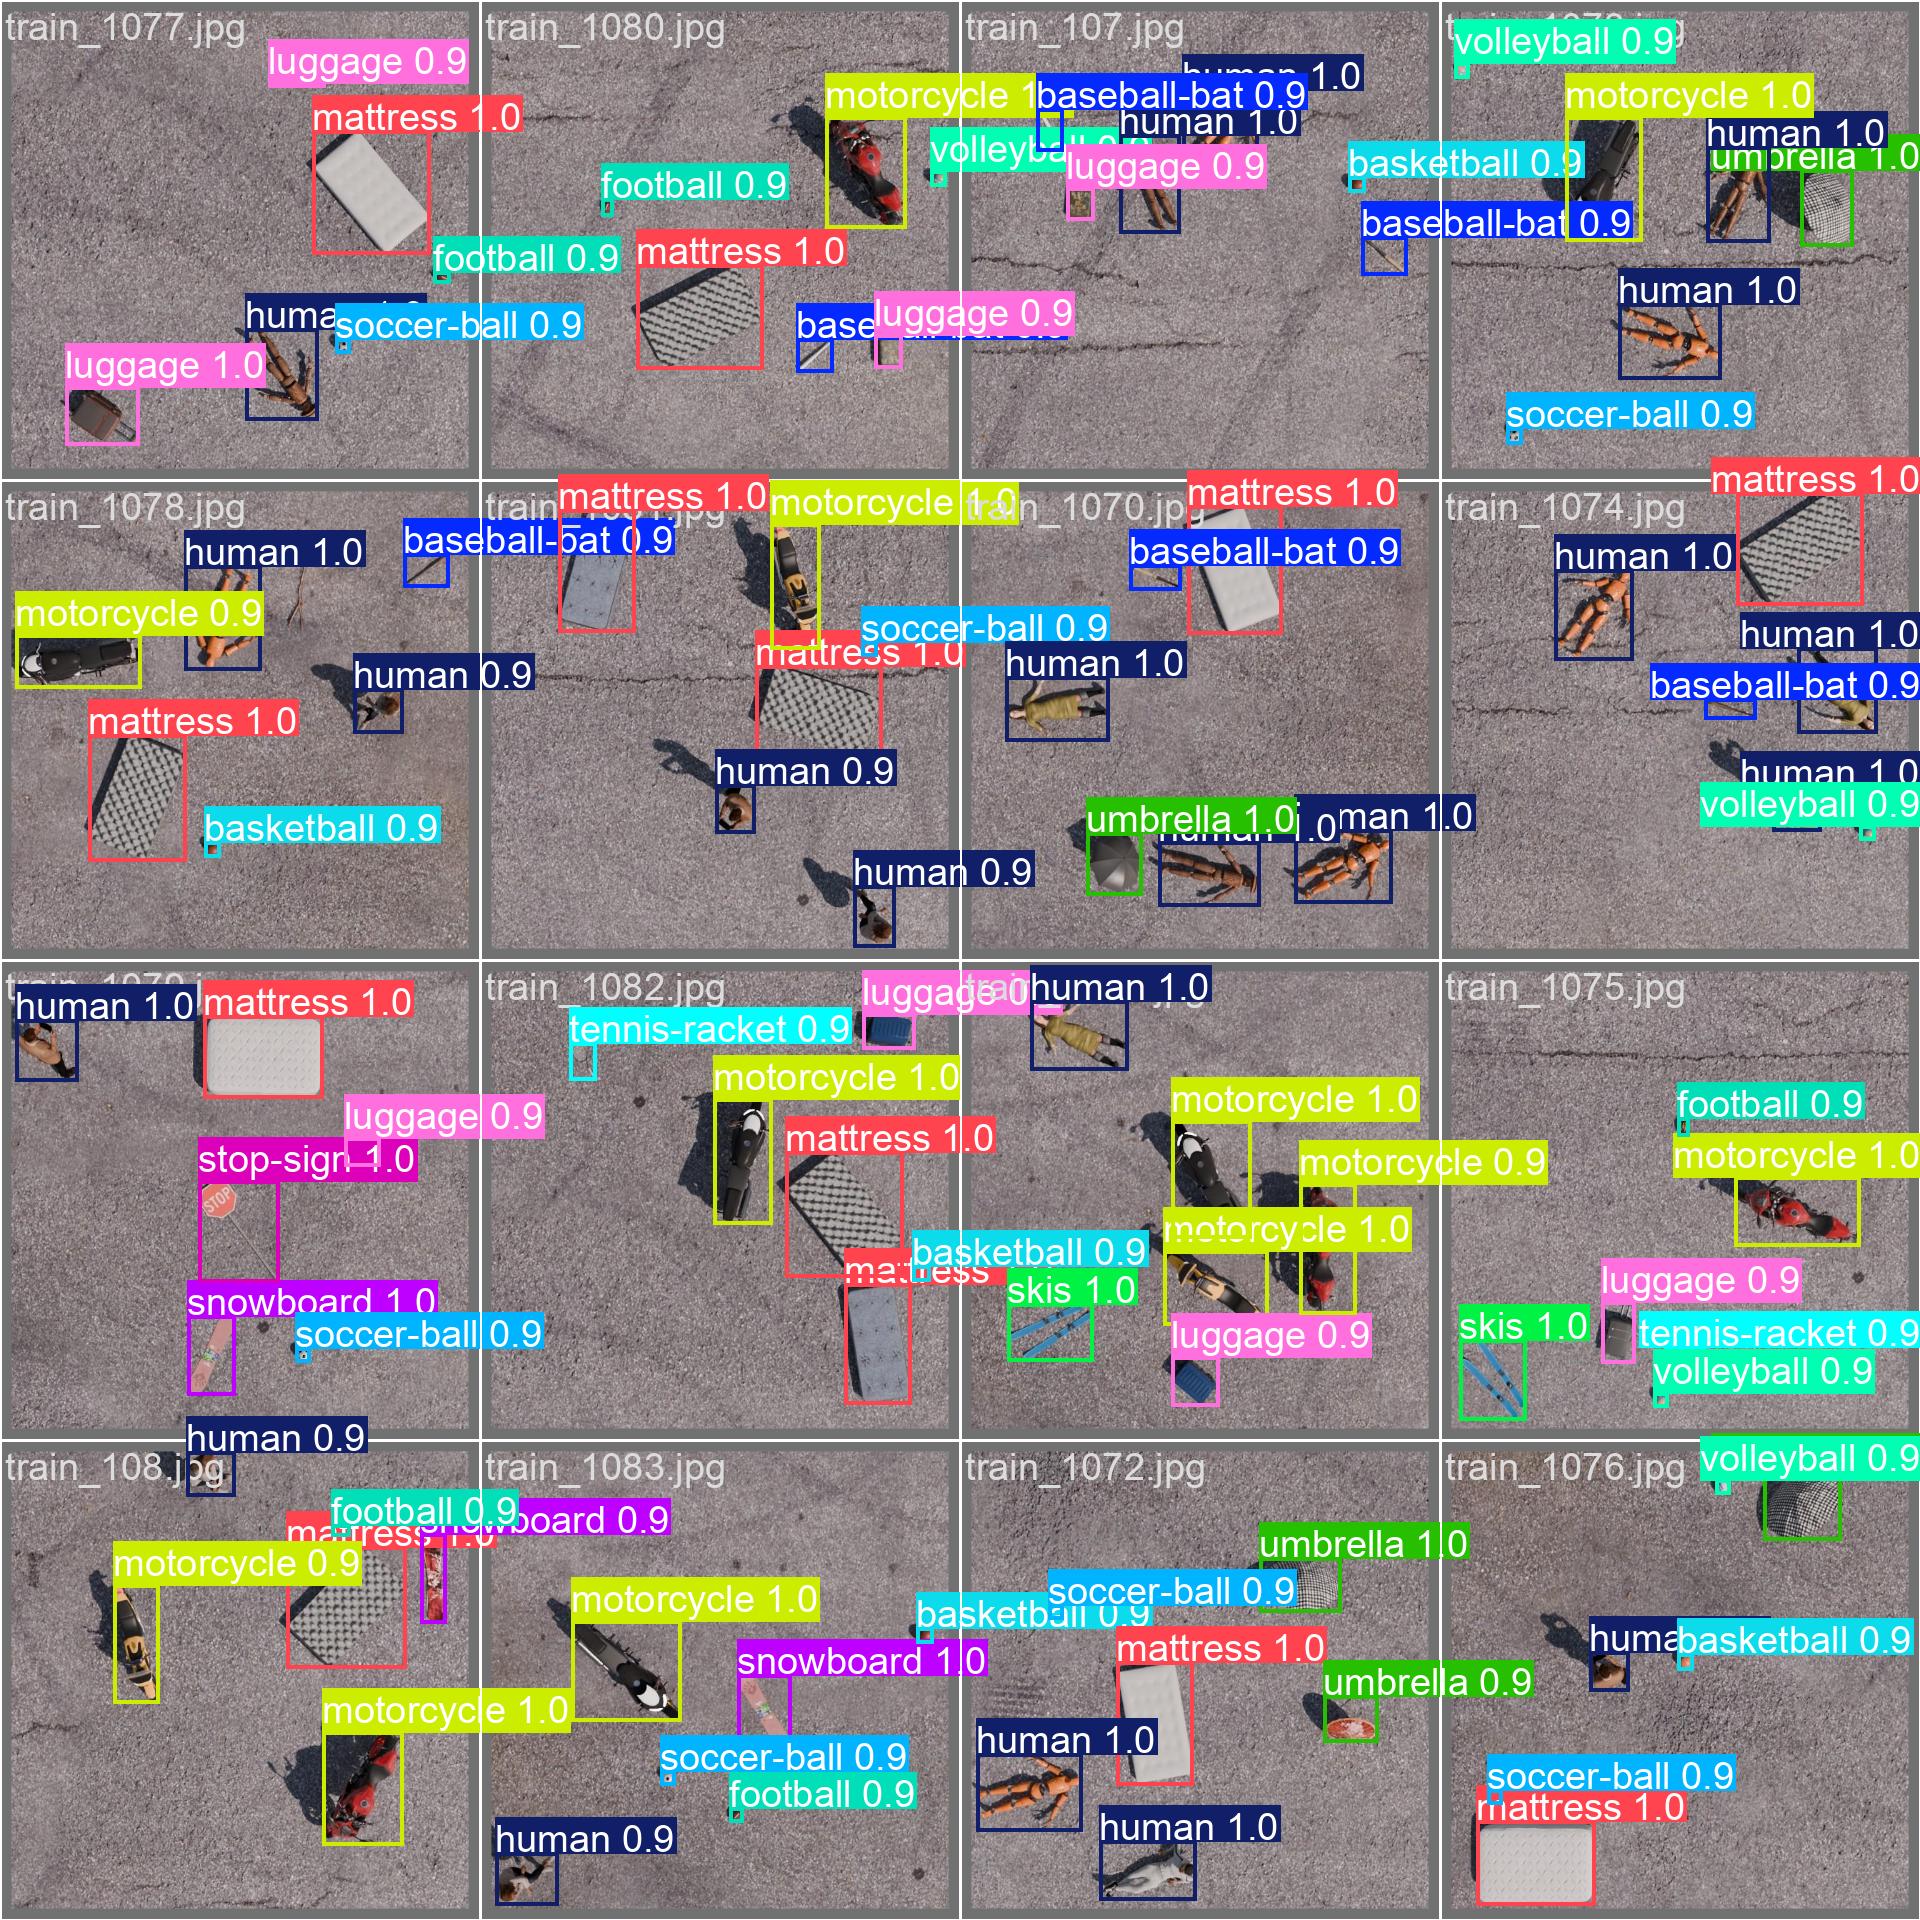 train_1077.jpg
luggage 0.9
mattress 1.0
football 0.9
human 1.0
soccer-ball 0.9
luggage 1.0
train_1080.jpg
motorcycle 1
volleyball 0.9
football 0.9
mattress 1.0
luggage 0.9
train_107.jpg
human 1.0
baseball-bat 0.9
human 1.0
luggage 0.9
basketball 0.9
baseball-bat 0.9
volleyball 0.9
motorcycle 1.0
human 1.0
umbrella 1.0
human 1.0
soccer-ball 0.9
train_1078.jpg
human 1.0
baseball-bat 0.9
motorcycle 0.9
human 0.9
mattress 1.0
basketball 0.9
mattress 1.0
motorcycle 1.0
soccer-ball 0.9
mattress 1.0
human 0.9
human 0.9
train_1070.jpg
mattress 1.0
baseball-bat 0.9
human 1.0
umbrella 1.0
human 1.0
man 1.0
train_1074.jpg
mattress 1.0
human 1.0
human 1.0
baseball-bat 0.9
human 1.0
volleyball 0.9
human 1.0
mattress 1.0
luggage 0.9
stop-sign 1.0
STOP
snowboard 1.0
soccer-ball 0.9
train_1082.jpg
luggage 0
tennis-racket 0.9
motorcycle 1.0
mattress 1.0
basketball 0.9
mattress
human 1.0
motorcycle 1.0
motorcycle 0.9
motorcycle 1.0
skis 1.0
luggage 0.9
train_1075.jpg
football 0.9
motorcycle 1.0
luggage 0.9
skis 1.0
tennis-racket 0.9
volleyball 0.9
train_108.jpg
human 0.9
football 0.9
mattress 1.0
snowboard 0.9
motorcycle 0.9
motorcycle 1.0
train_1083.jpg
motorcycle 1.0
basketball 0.9
snowboard 1.0
soccer-ball 0.9
football 0.9
human 0.9
train_1072.jpg
umbrella 1.0
soccer-ball 0.9
mattress 1.0
umbrella 0.9
human 1.0
human 1.0
train_1076.jpg
volleyball 0.9
huma
basketball 0.9
soccer-ball 0.9
mattress 1.0